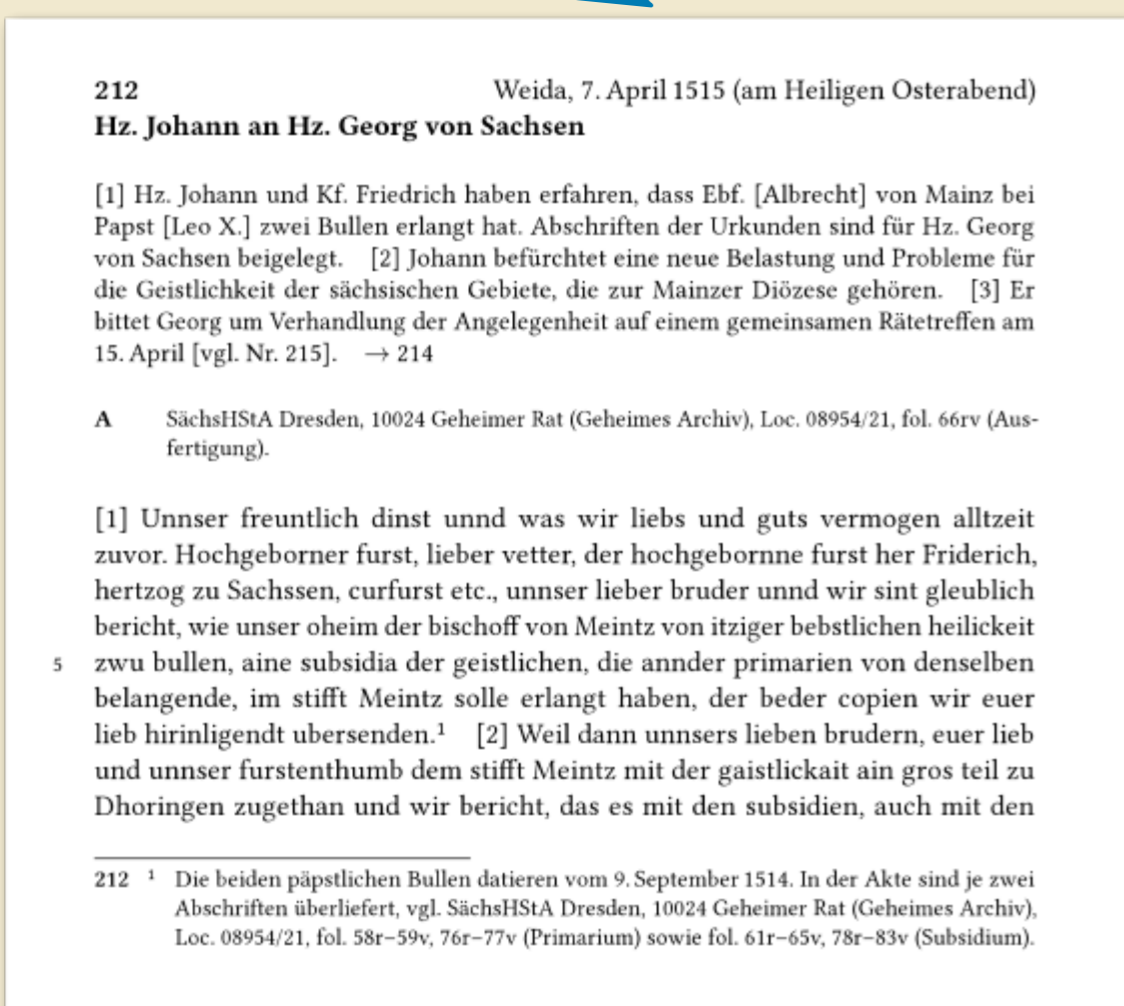 212 Weida, 7. April 1515 (am Heiligen Osterabend)
Hz. Johann an Hz. Georg von Sachsen
[1] Hz. Johann und Kf. Friedrich haben erfahren, dass Ebf. [Albrecht] von Mainz bei
Papst [Leo X.] zwei Bullen erlangt hat. Abschriften der Urkunden sind für Hz. Georg
von Sachsen beigelegt. [2] Johann befürchtet eine neue Belastung und Probleme für
die Geistlichkeit der sächsischen Gebiete, die zur Mainzer Diözese gehören. [3] Er
bittet Georg um Verhandlung der Angelegenheit auf einem gemeinsamen Rätetreffen am
15. April [vgl. Nr. 215]. → 214
A SächsHStA Dresden, 10024 Geheimer Rat (Geheimes Archiv), Loc. 08954/21, fol. 66rv (Aus-
fertigung).
[1] Unnser freuntlich dinst unnd was wir liebs und guts vermogen alltzeit
zuvor. Hochgeborner furst, lieber vetter, der hochgebornne furst her Friderich,
hertzog zu Sachssen, curfurst etc., unnser lieber bruder unnd wir sint gleublich
bericht, wie unser oheim der bischoff von Meintz von itziger bebstlichen heilickeit
5 zwu bullen, aine subsidia der geistlichen, die annder primarien von denselben
belangende, im stifft Meintz solle erlangt haben, der beder copien wir euer
lieb hirinligendt ubersenden.¹ [2] Weil dann unnsers lieben brudern, euer lieb
und unnser furstenthumb dem stifft Meintz mit der gaistlickait ain gros teil zu
Dhoringen zugethan und wir bericht, das es mit den subsidien, auch mit den
212 ¹ Die beiden päpstlichen Bullen datieren vom 9. September 1514. In der Akte sind je zwei
Abschriften überliefert, vgl. SächsHStA Dresden, 10024 Geheimer Rat (Geheimes Archiv),
Loc. 08954/21, fol. 58r–59v, 76r–77v (Primarium) sowie fol. 61r–65v, 78r–83v (Subsidium).